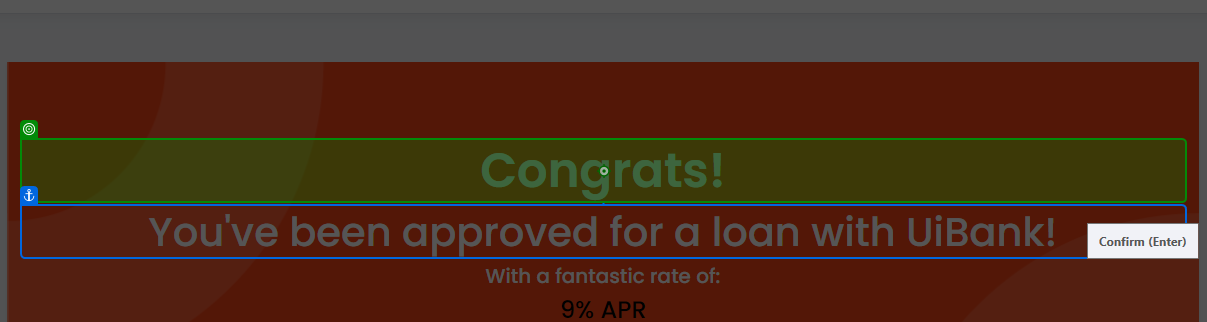 Congrats!
You've been approved for a loan with UiBank!
Confirm (Enter)
With a fantastic rate of:
9% APR